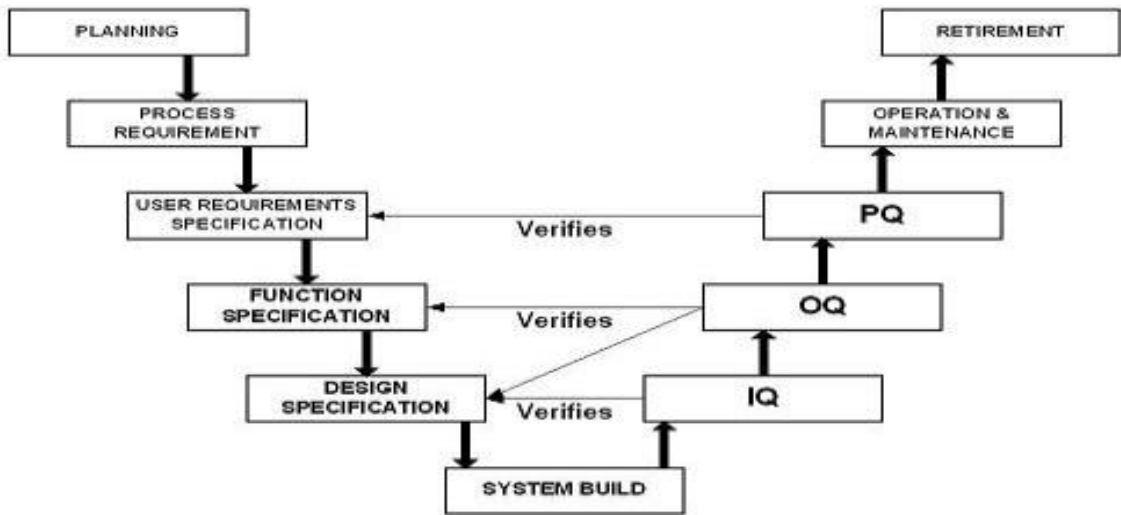 PLANNING
RETIREMENT
PROCESS
REQUIREMENT
OPERATION &
MAINTENANCE
USER REQUIREMENTS
SPECIFICATION
PQ
Verifies
FUNCTION
SPECIFICATION
OQ
Verifies
DESIGN
SPECIFICATION
IQ
Verifies
SYSTEM BUILD